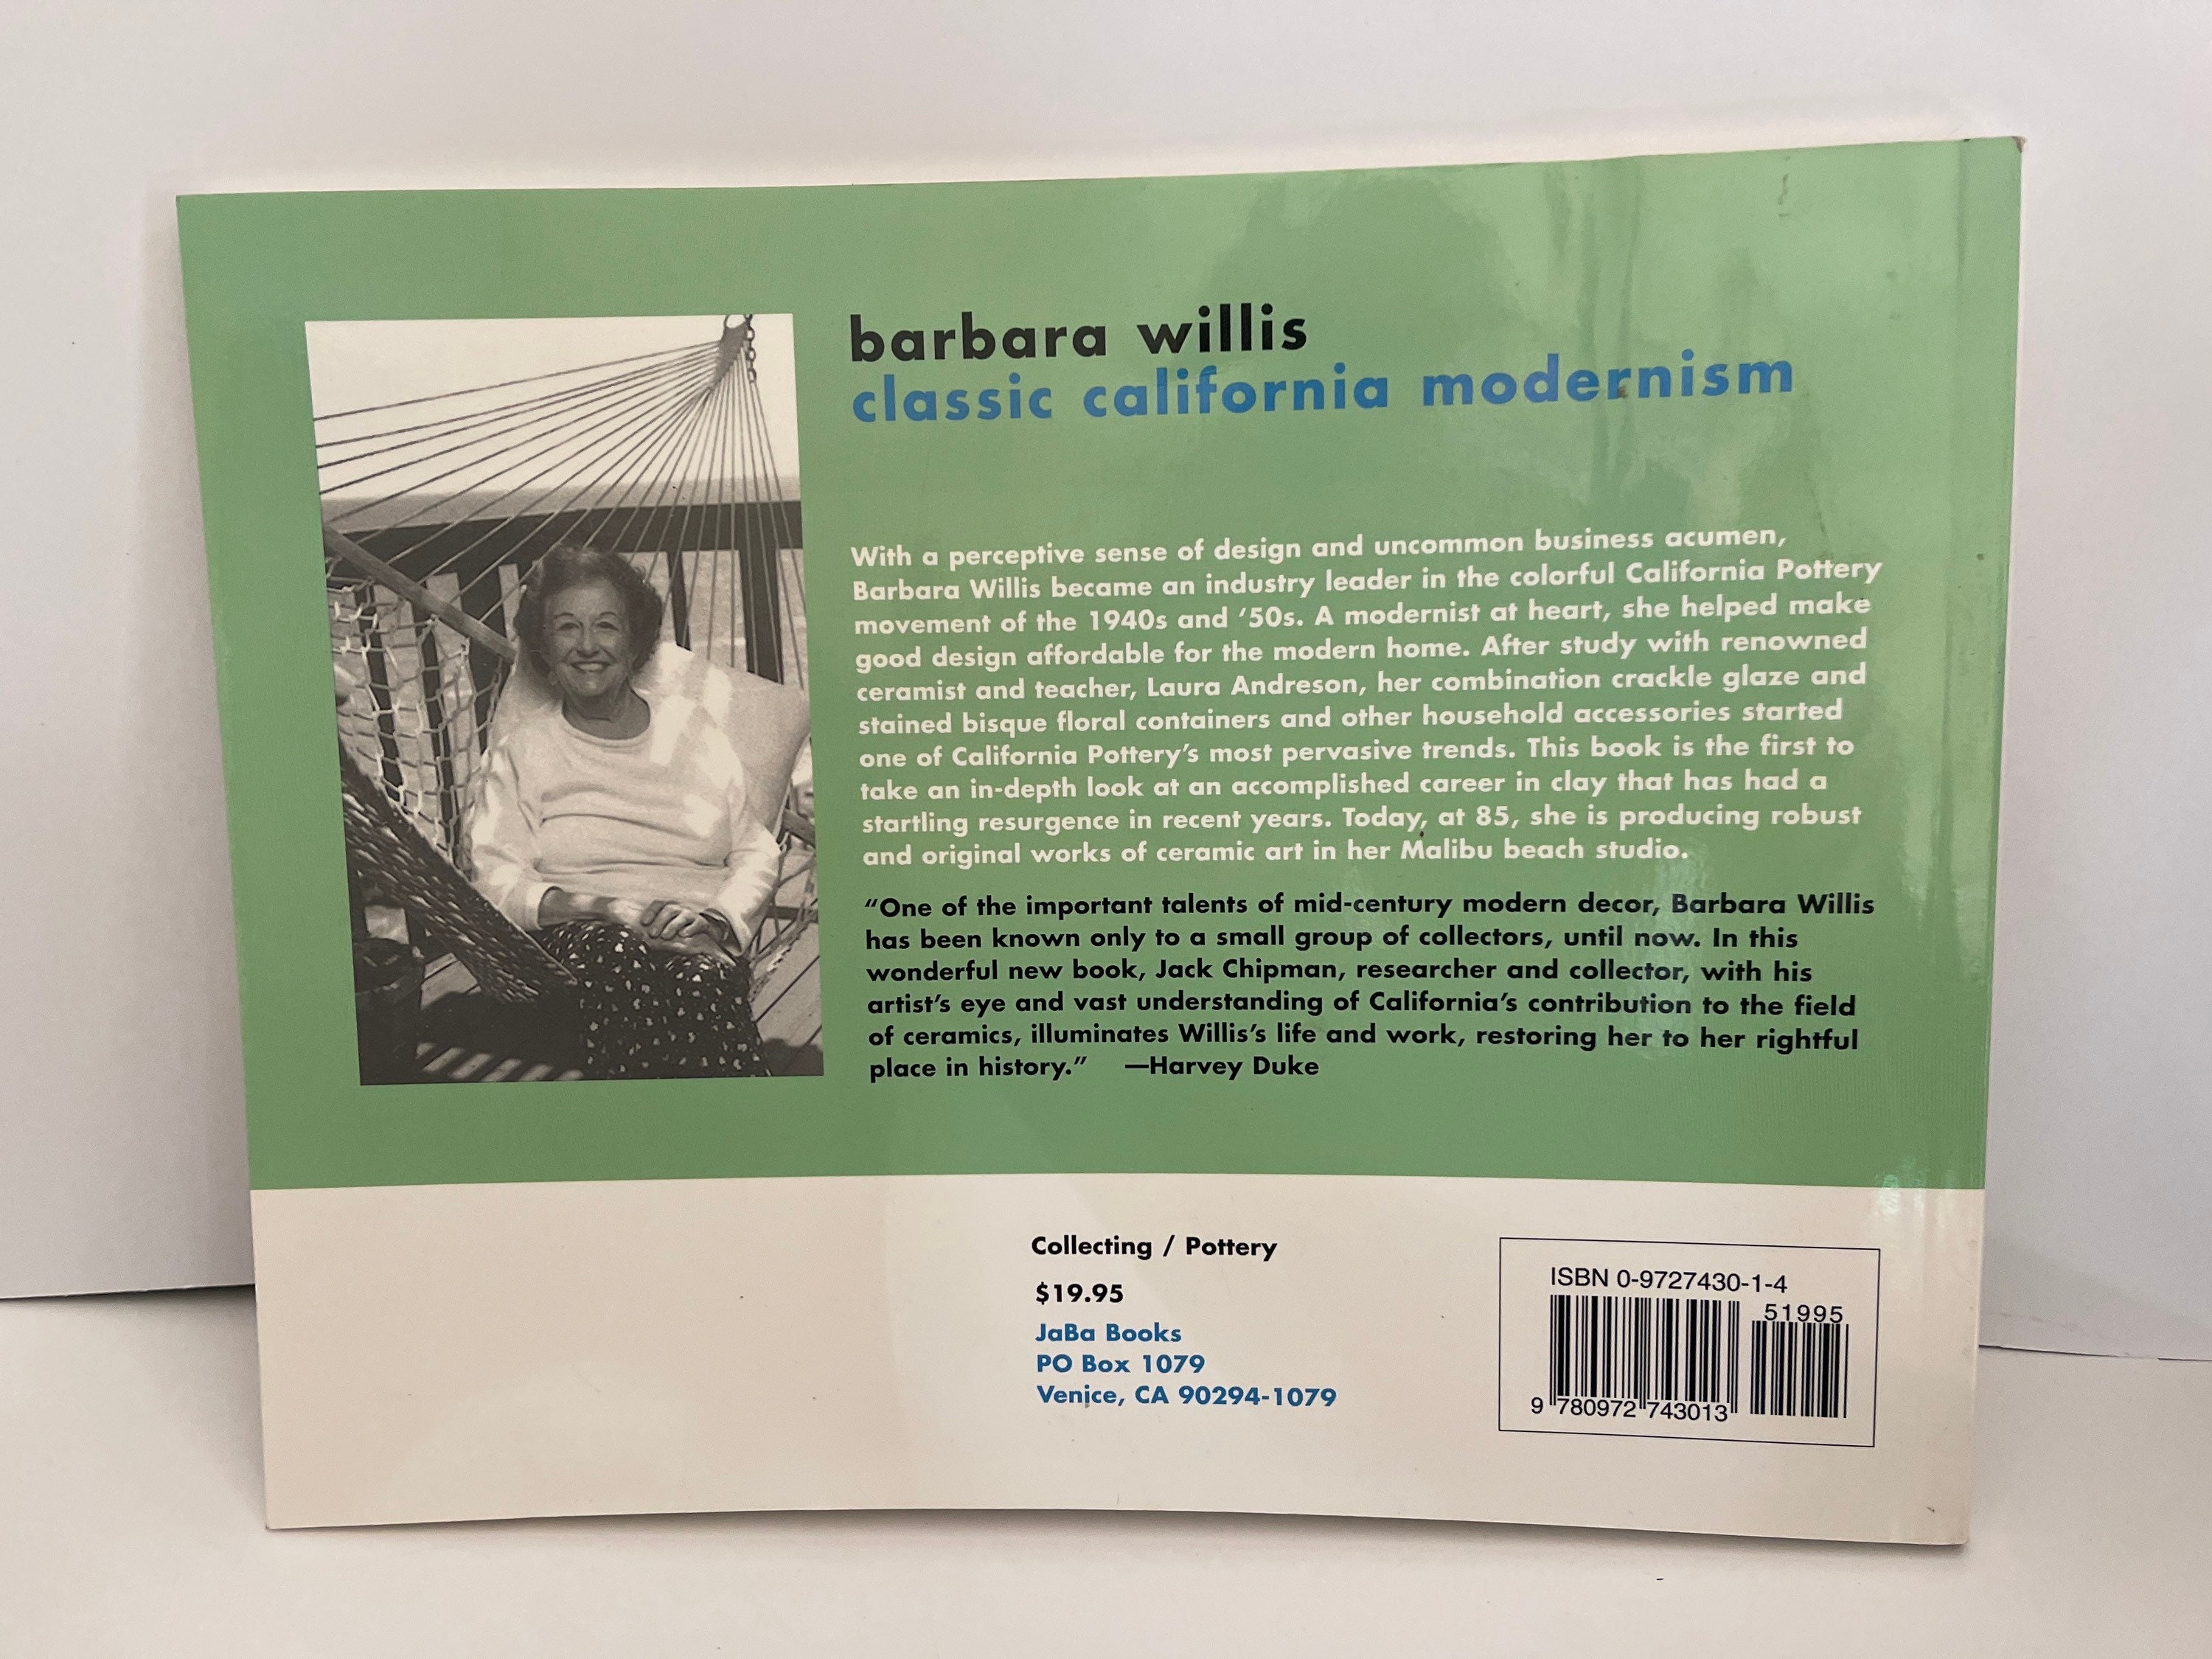 barbara willis
classic california modernism
With a perceptive sense of design and uncommon business acumen,
Barbara Willis became an industry leader in the colorful California Pottery
movement of the 1940s and ‘50s. A modernist at heart, she helped make
good design affordable for the modern home. After study with renowned
ceramist and teacher, Laura Andreson, her combination crackle glaze and
stained bisque floral containers and other household accessories started
one of California Pottery’s most pervasive trends. This book is the first to
take an in-depth look at an accomplished career in clay that has had a
startling resurgence in recent years. Today, at 85, she is producing robust
and original works of ceramic art in her Malibu beach studio.
“One of the important talents of mid-century modern decor, Barbara Willis
has been known only to a small group of collectors, until now. In this
wonderful new book, Jack Chipman, researcher and collector, with his
artist’s eye and vast understanding of California’s contribution to the field
of ceramics, illuminates Willis’s life and work, restoring her to her rightful
place in history.” —Harvey Duke
Collecting / Pottery
$19.95
JaBa Books
PO Box 1079
Venice, CA 90294-1079
ISBN 0-9727430-1-4
51995
9 780972 743013